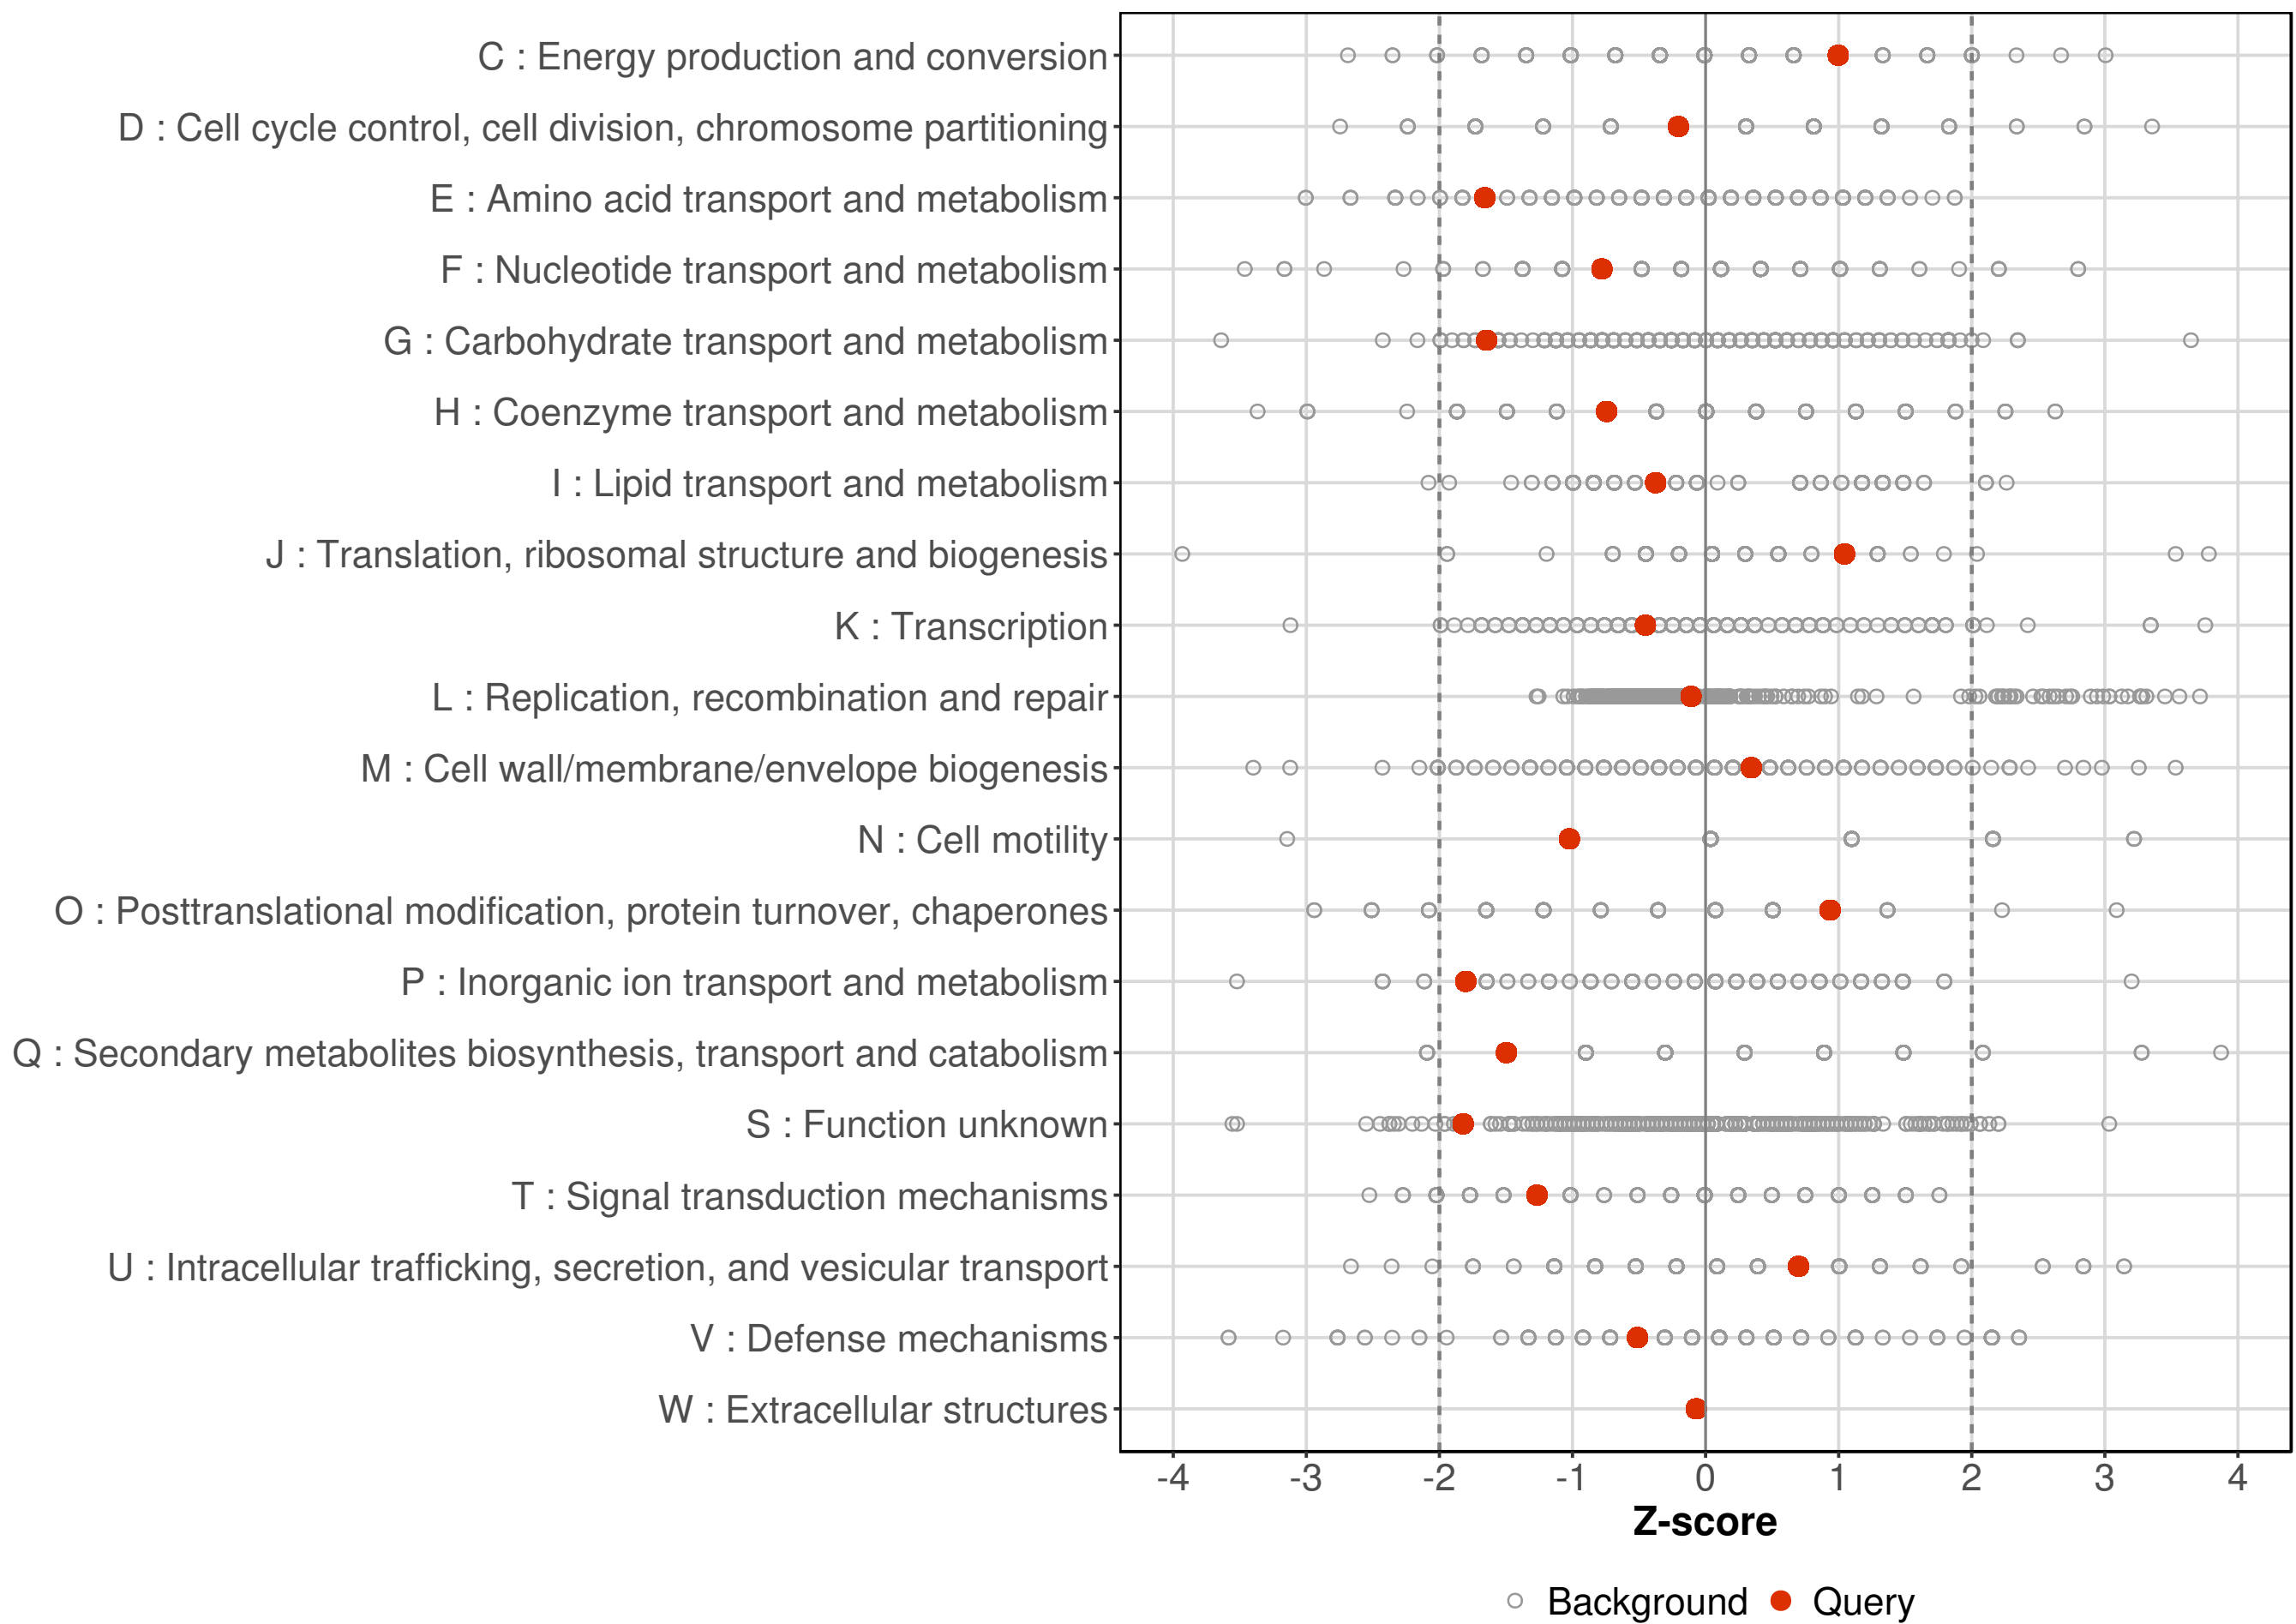 C : Energy production and conversion
D : Cell cycle control, cell division, chromosome partitioning
E : Amino acid transport and metabolism
F : Nucleotide transport and metabolism
G : Carbohydrate transport and metabolism
H : Coenzyme transport and metabolism
I : Lipid transport and metabolism
J : Translation, ribosomal structure and biogenesis
K : Transcription
L : Replication, recombination and repair
M : Cell wall/membrane/envelope biogenesis
N : Cell motility
O : Posttranslational modification, protein turnover, chaperones
P : Inorganic ion transport and metabolism
Q : Secondary metabolites biosynthesis, transport and catabolism
S : Function unknown
T : Signal transduction mechanisms
U : Intracellular trafficking, secretion, and vesicular transport
V : Defense mechanisms
W : Extracellular structures
-4 -3 -2 -1 0 1 2 3 4
Z-score
Background Query